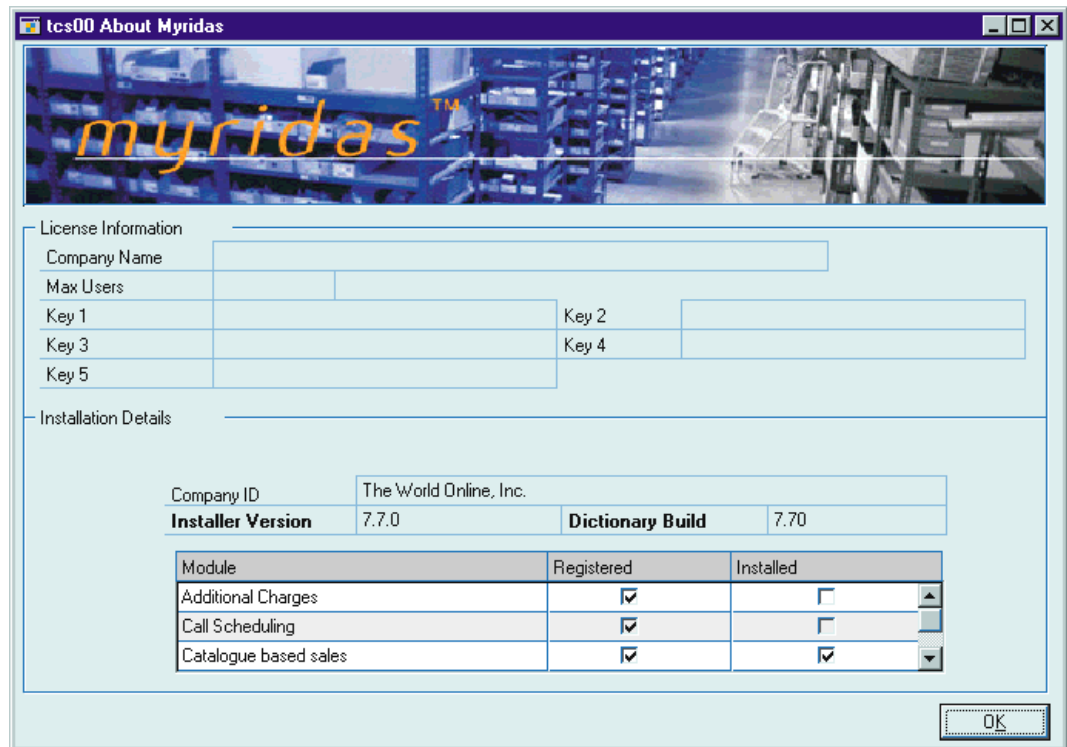 tcs00 About Myridas
myridas™
License Information
Company Name
Max Users
Key 1 Key 2
Key 3 Key 4
Key 5
Installation Details
Company ID The World Online, Inc.
Installer Version 7.7.0 Dictionary Build 7.70
Module Registered Installed
Additional Charges
Call Scheduling
Catalogue based sales
OK